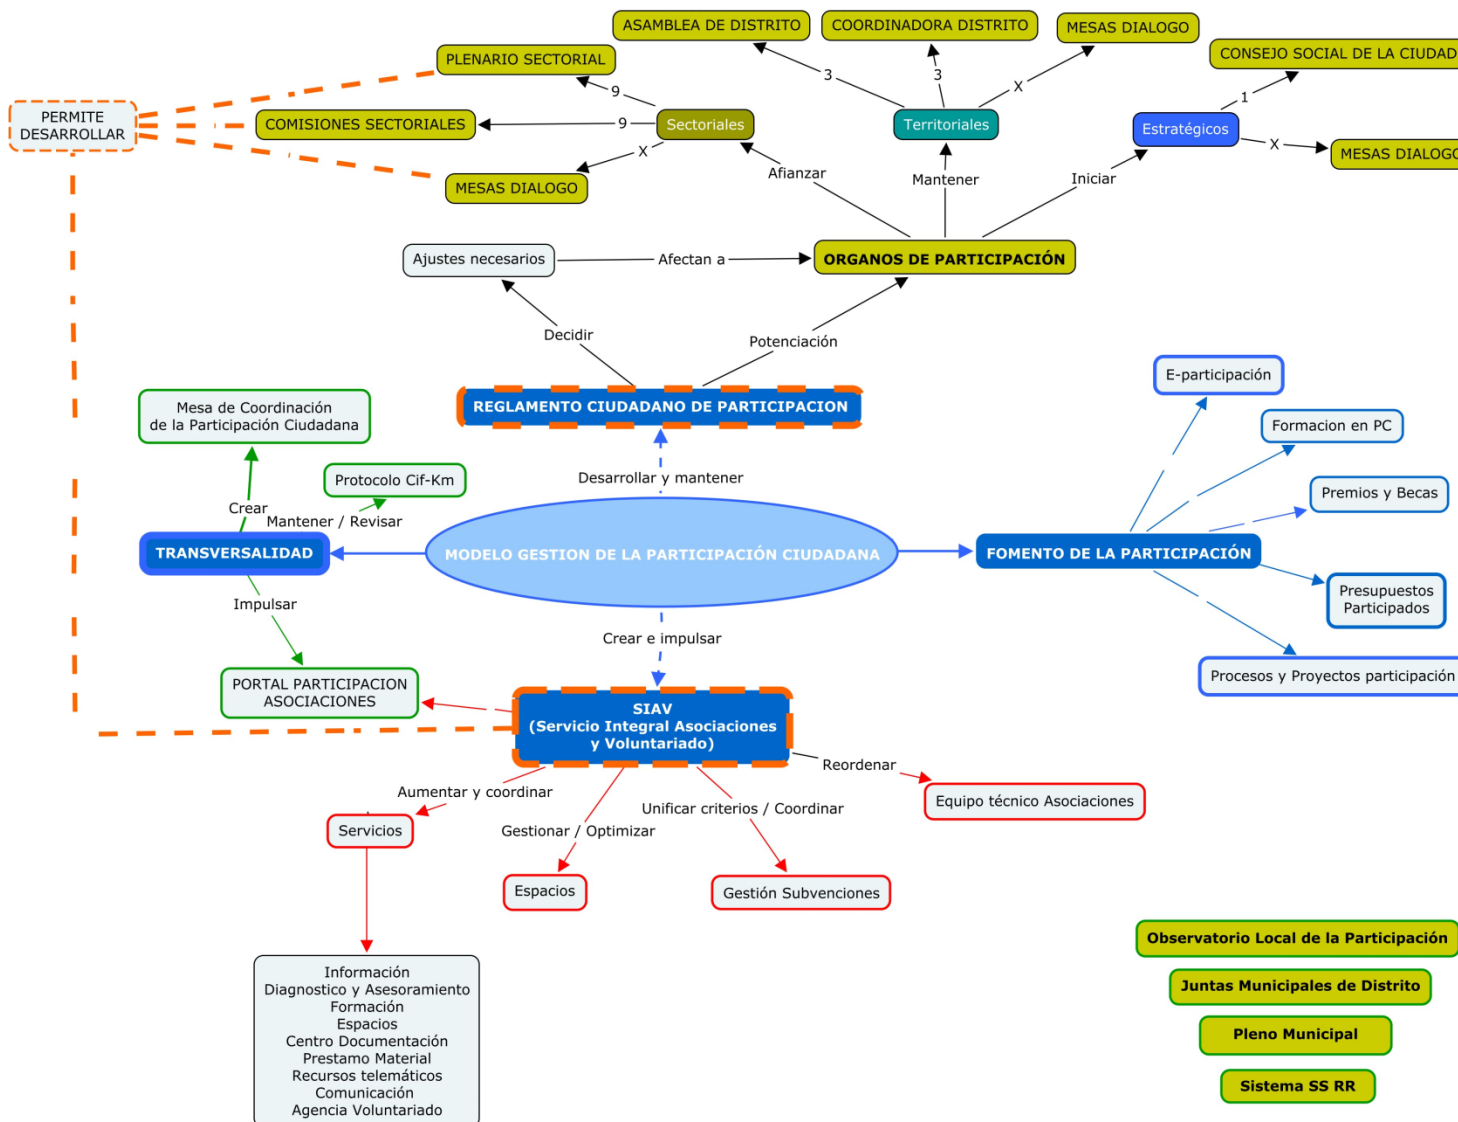 ASAMBLEA DE DISTRITO
COORDINADORA DISTRITO
MESAS DIALOGO
CONSEJO SOCIAL DE LA CIUDAD
PLENARIO SECTORIAL
3
3
X
1
9
PERMITE
DESARROLLAR
COMISIONES SECTORIALES
9
Sectoriales
Territoriales
Estratégicos
X
X
MESAS DIALOGO
MESAS DIALOGO
Afianzar
Mantener
Iniciar
Ajustes necesarios
Afectan a
ORGANOS DE PARTICIPACIÓN
Decidir
Potenciación
REGLAMENTO CIUDADANO DE PARTICIPACION
E-participación
Mesa de Coordinación
de la Participación Ciudadana
Formacion en PC
Desarrollar y mantener
Protocolo Cif-Km
Premios y Becas
Crear
Mantener / Revisar
TRANSVERSALIDAD
MODELO GESTION DE LA PARTICIPACIÓN CIUDADANA
FOMENTO DE LA PARTICIPACIÓN
Impulsar
Presupuestos
Participados
Crear e impulsar
Procesos y Proyectos participación
PORTAL PARTICIPACION
ASOCIACIONES
SIAV
(Servicio Integral Asociaciones
y Voluntariado)
Reordenar
Aumentar y coordinar
Unificar criterios / Coordinar
Equipo técnico Asociaciones
Servicios
Gestionar / Optimizar
Espacios
Gestión Subvenciones
Observatorio Local de la Participación
Juntas Municipales de Distrito
Pleno Municipal
Sistema SS RR
Información
Diagnostico y Asesoramiento
Formación
Espacios
Centro Documentación
Prestamo Material
Recursos telemáticos
Comunicación
Agencia Voluntariado